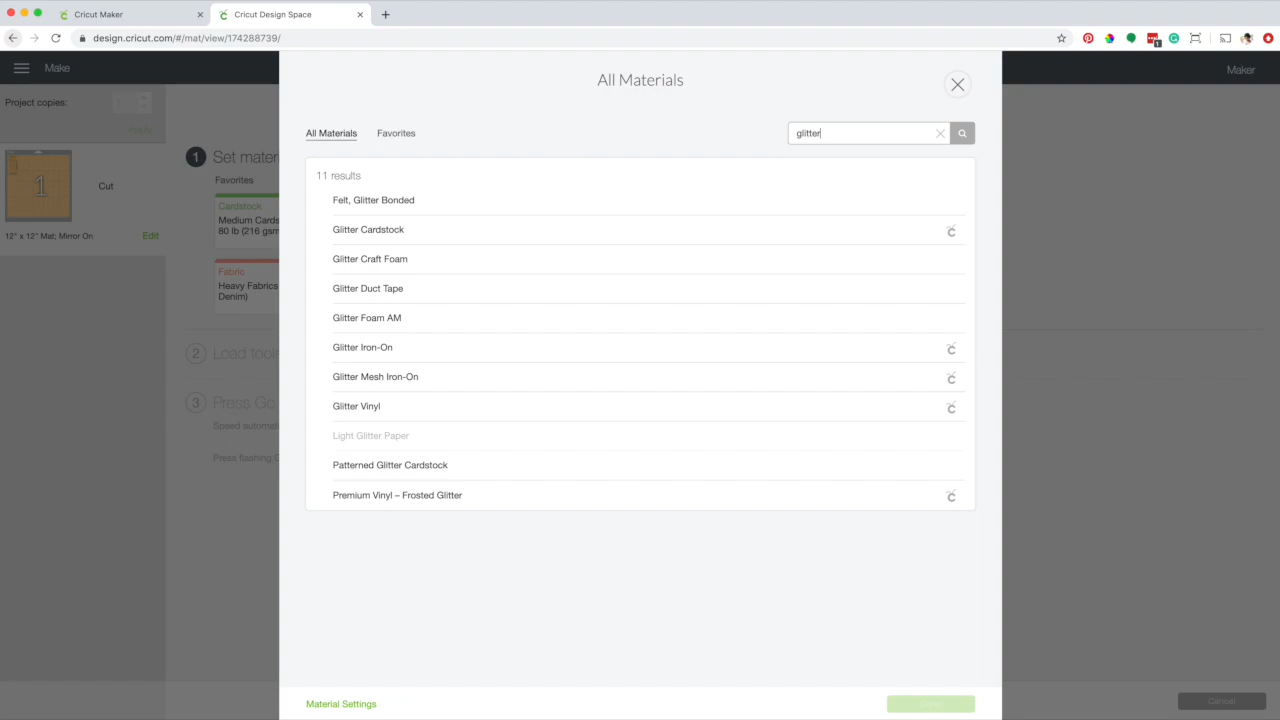 Cricut Maker
Cricut Design Space
design.cricut.com/#/mat/view/174288739/
1
Make
Maker
All Materials
Project copies:
All Materials
Favorites
glitter
1
Set mater
Favorites
Cardstock
Medium Cards
80 lb (216 gsm
Fabric
Heavy Fabrics
Denim)
1
Cut
12" x 12" Mat; Mirror On
Edit
2
Load tools
3
Press Go
Speed automati
Press flashing G
11 results
Felt, Glitter Bonded
Glitter Cardstock
Glitter Craft Foam
Glitter Duct Tape
Glitter Foam AM
Glitter Iron-On
Glitter Mesh Iron-On
Glitter Vinyl
Light Glitter Paper
Patterned Glitter Cardstock
Premium Vinyl – Frosted Glitter
Material Settings
Cancel